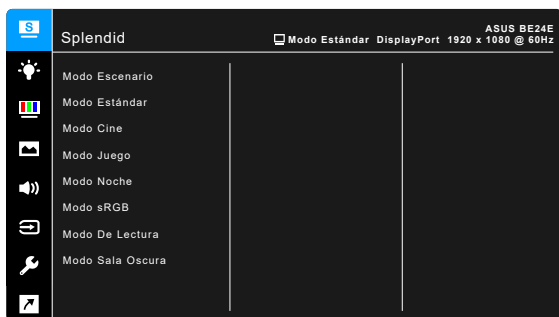 S
ASUS BE24E
Splendid
Modo Estándar DisplayPort 1920 x 1080 @ 60Hz
Modo Escenario
Modo Estándar
Modo Cine
Modo Juego
Modo Noche
Modo sRGB
Modo De Lectura
Modo Sala Oscura